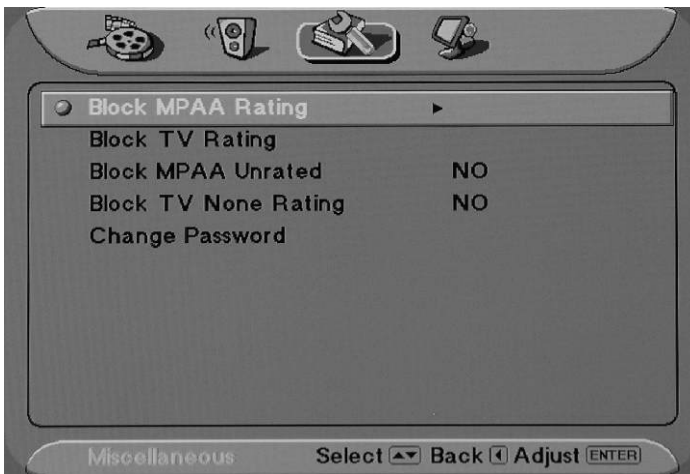 Block MPAA Rating
Block TV Rating
Block MPAA Unrated NO
Block TV None Rating NO
Change Password
Miscellaneous Select Back Adjust ENTER